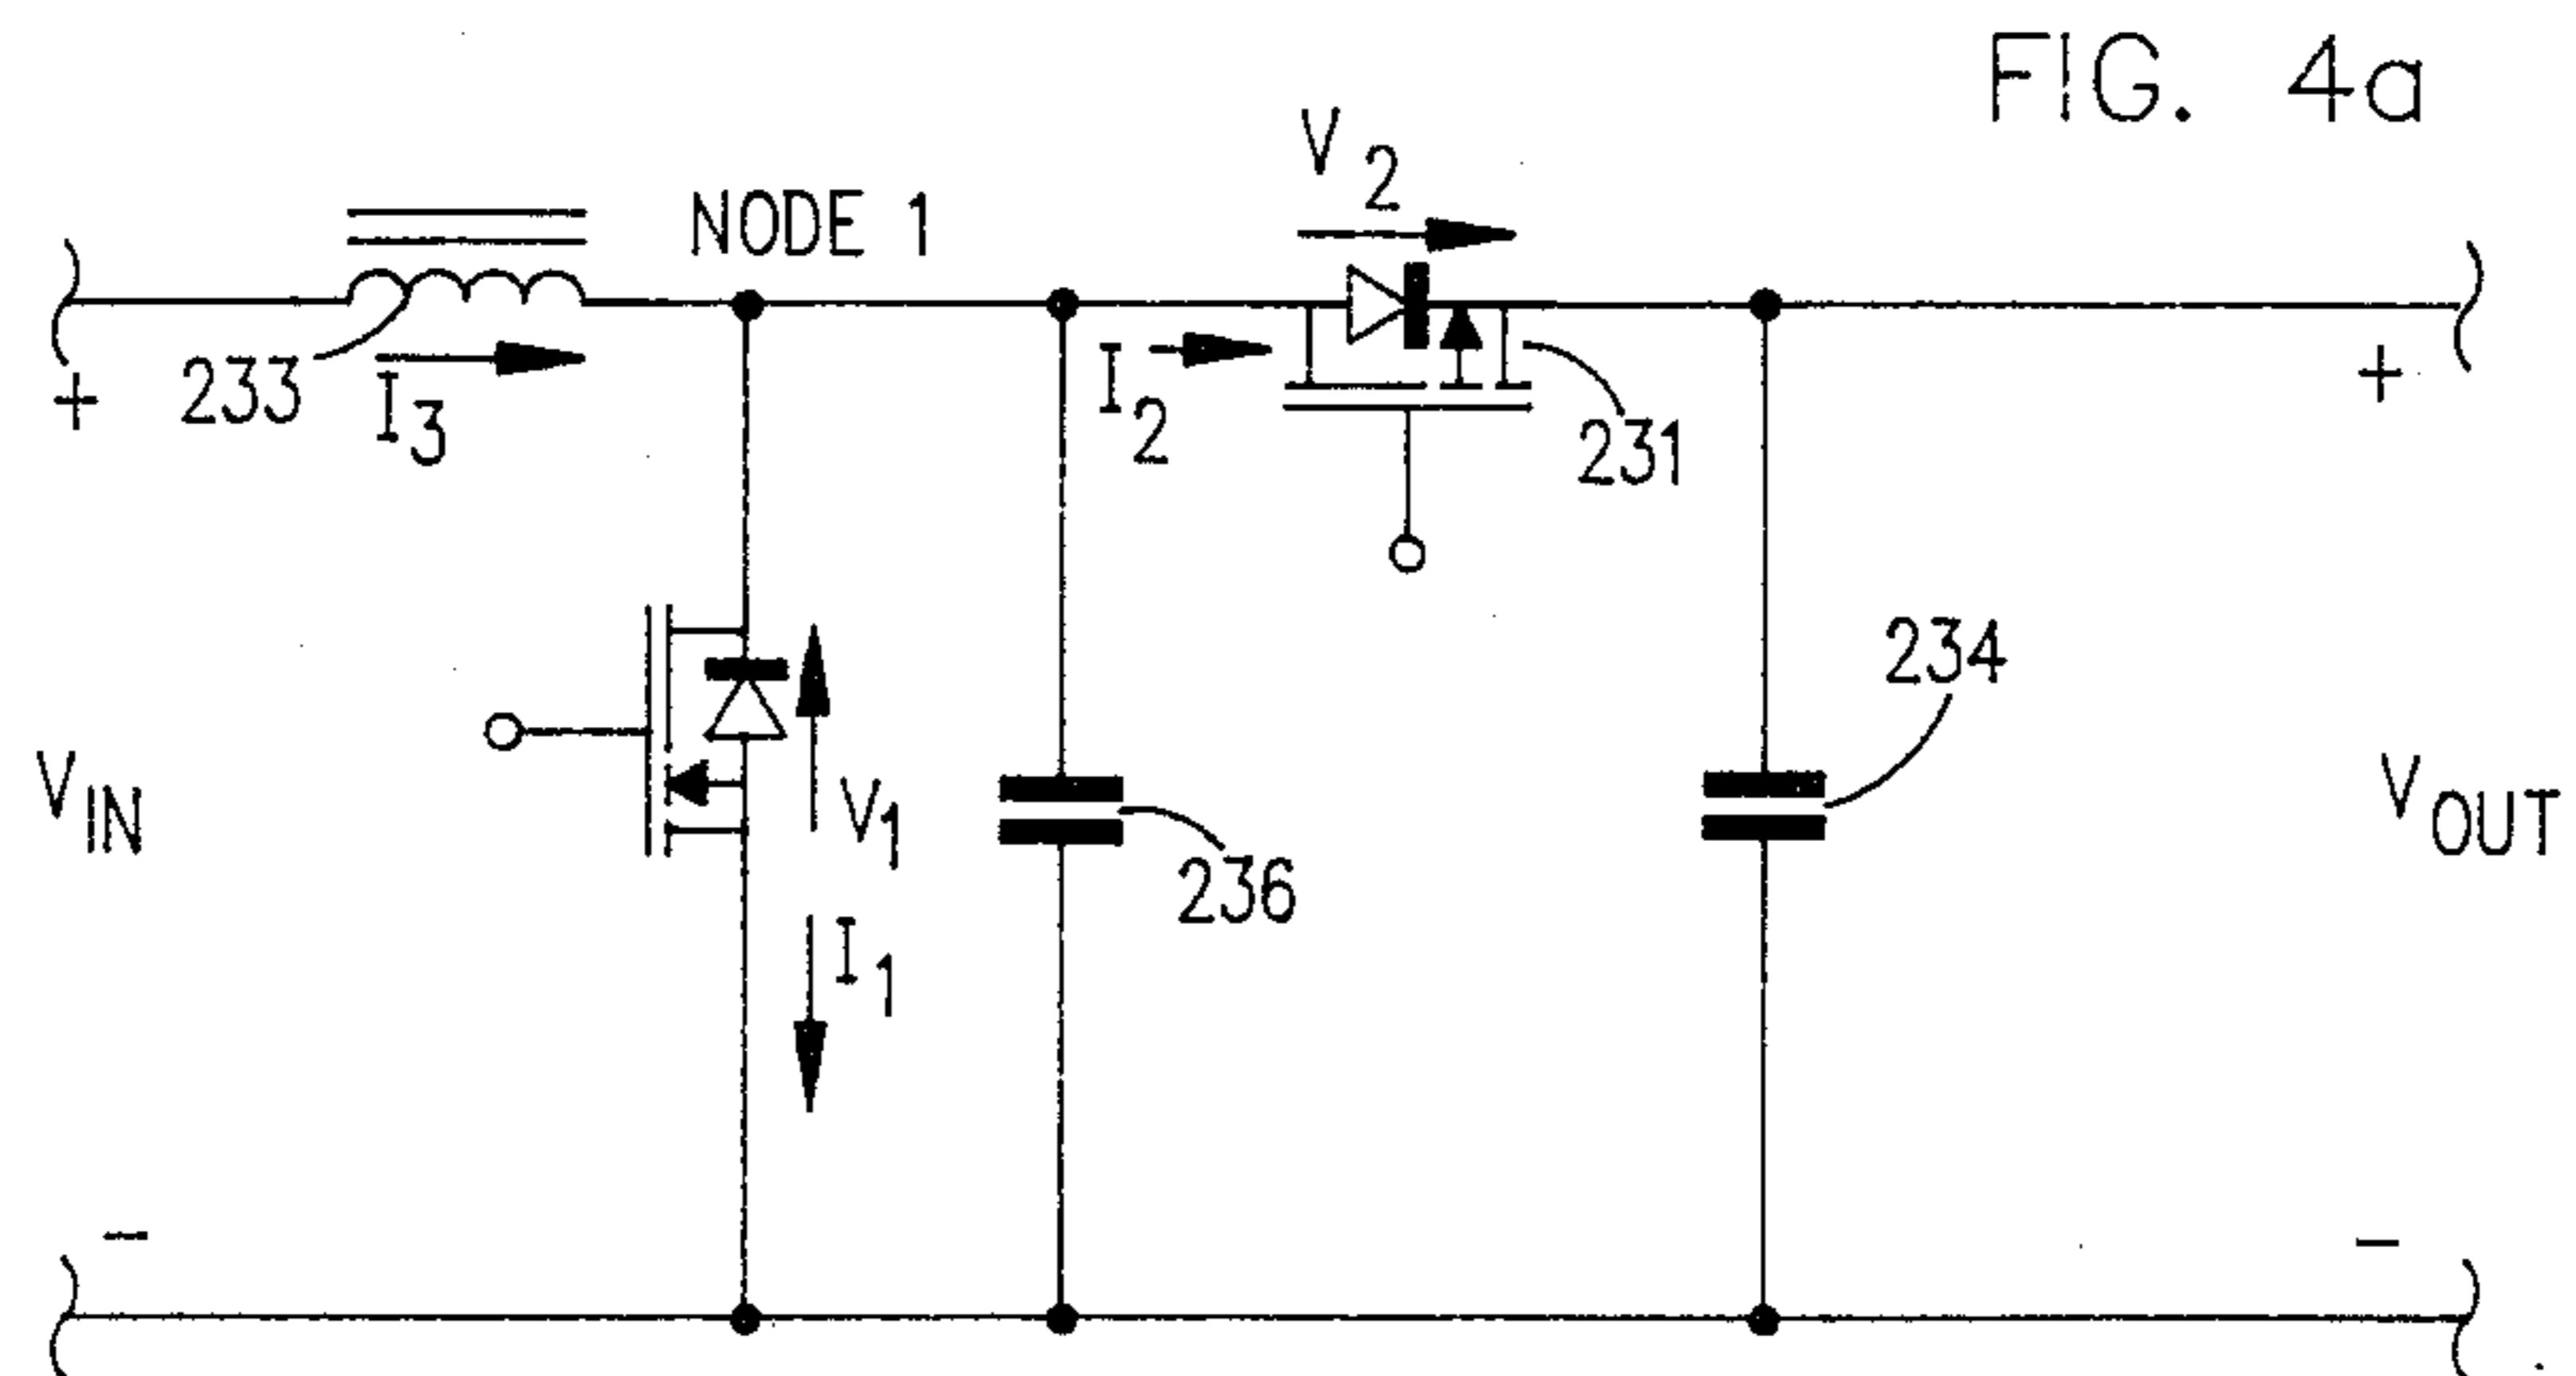 FIG. 4a
V2
NODE 1
233
I3
I2
231
+
+
234
VIN
V1
236
VOUT
I1
-
-